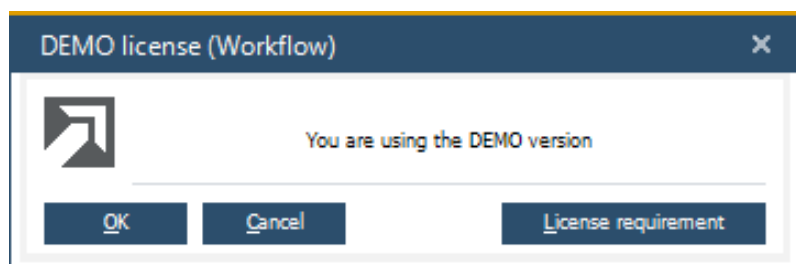 DEMO license (Workflow)
You are using the DEMO version
OK Cancel License requirement